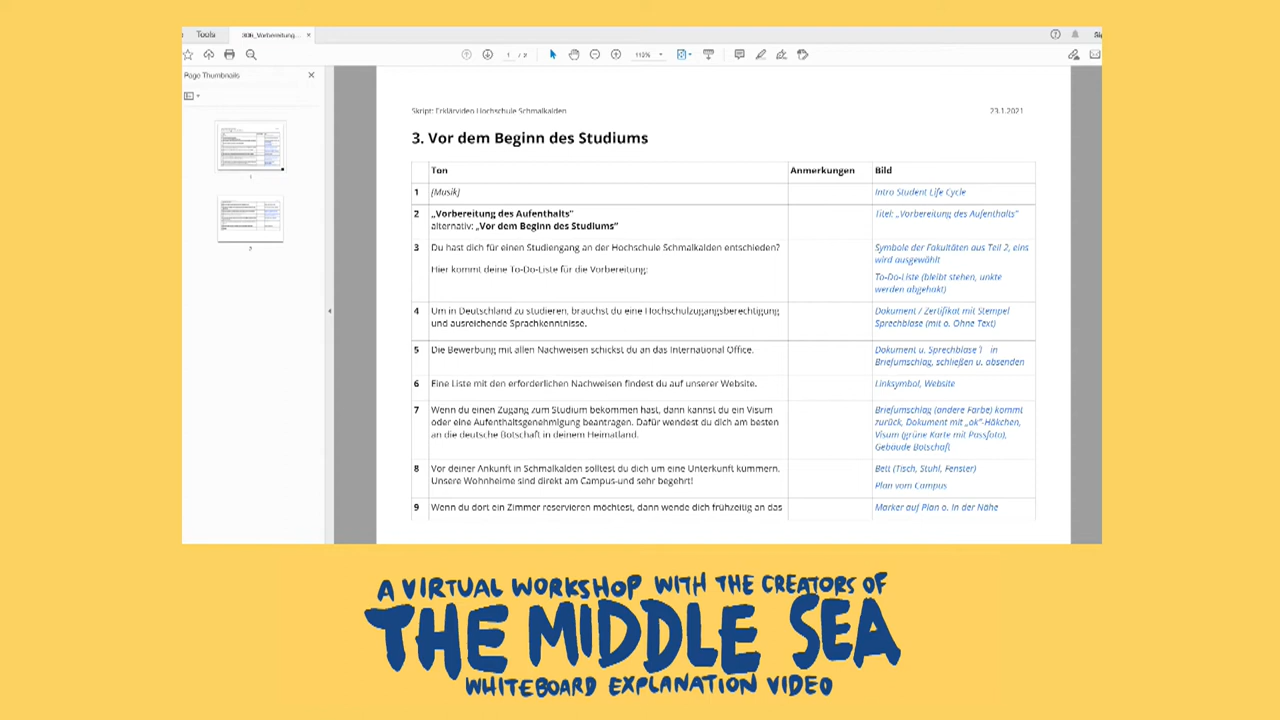 Tools
306_Vorbereitung...
1 / 2
110%
Page Thumbnails
1
2
Skript: Erklärvideo Hochschule Schmalkalden 23.1.2021
3. Vor dem Beginn des Studiums
Ton Anmerkungen Bild
1 [Musik] Intro Student Life Cycle
2 „Vorbereitung des Aufenthalts“ Titel: „Vorbereitung des Aufenthalts“
alternativ: „Vor dem Beginn des Studiums“
3 Du hast dich für einen Studiengang an der Hochschule Schmalkalden entschieden? Symbole der Fakultäten aus Teil 2, eins
wird ausgewählt
Hier kommt deine To-Do-Liste für die Vorbereitung:
To-Do-Liste (bleibt stehen, unkte
werden abgehakt)
4 Um in Deutschland zu studieren, brauchst du eine Hochschulzugangsberechtigung Dokument / Zertifikat mit Stempel
und ausreichende Sprachkenntnisse. Sprechblase (mit o. Ohne Text)
5 Die Bewerbung mit allen Nachweisen schickst du an das International Office. Dokument u. Sprechblase in
Briefumschlag, schließen u. absenden
6 Eine Liste mit den erforderlichen Nachweisen findest du auf unserer Website. Linksymbol, Website
7 Wenn du einen Zugang zum Studium bekommen hast, dann kannst du ein Visum Briefumschlag (andere Farbe) kommt
oder eine Aufenthaltsgenehmigung beantragen. Dafür wendest du dich am besten zurück, Dokument mit „ok“-Häkchen,
an die deutsche Botschaft in deinem Heimatland. Visum (grüne Karte mit Passfoto),
Gebäude Botschaft
8 Vor deiner Ankunft in Schmalkalden solltest du dich um eine Unterkunft kümmern. Bett (Tisch, Stuhl, Fenster)
Unsere Wohnheime sind direkt am Campus und sehr begehrt! Plan vom Campus
9 Wenn du dort ein Zimmer reservieren möchtest, dann wende dich frühzeitig an das Marker auf Plan o. In der Nähe
A VIRTUAL WORKSHOP WITH THE CREATORS OF
THE MIDDLE SEA
WHITEBOARD EXPLANATION VIDEO